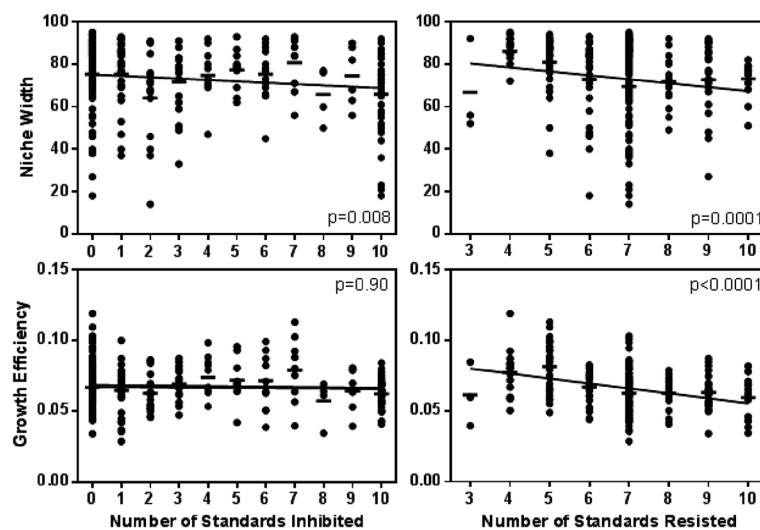 100
80
60
40
20
0
Niche Width
p=0.008
0 1 2 3 4 5 6 7 8 9 10
100
80
60
40
20
0
p=0.0001
3 4 5 6 7 8 9 10
0.15
0.10
0.05
0.00
Growth Efficiency
p=0.90
0 1 2 3 4 5 6 7 8 9 10
Number of Standards Inhibited
0.15
0.10
0.05
0.00
p<0.0001
3 4 5 6 7 8 9 10
Number of Standards Resisted